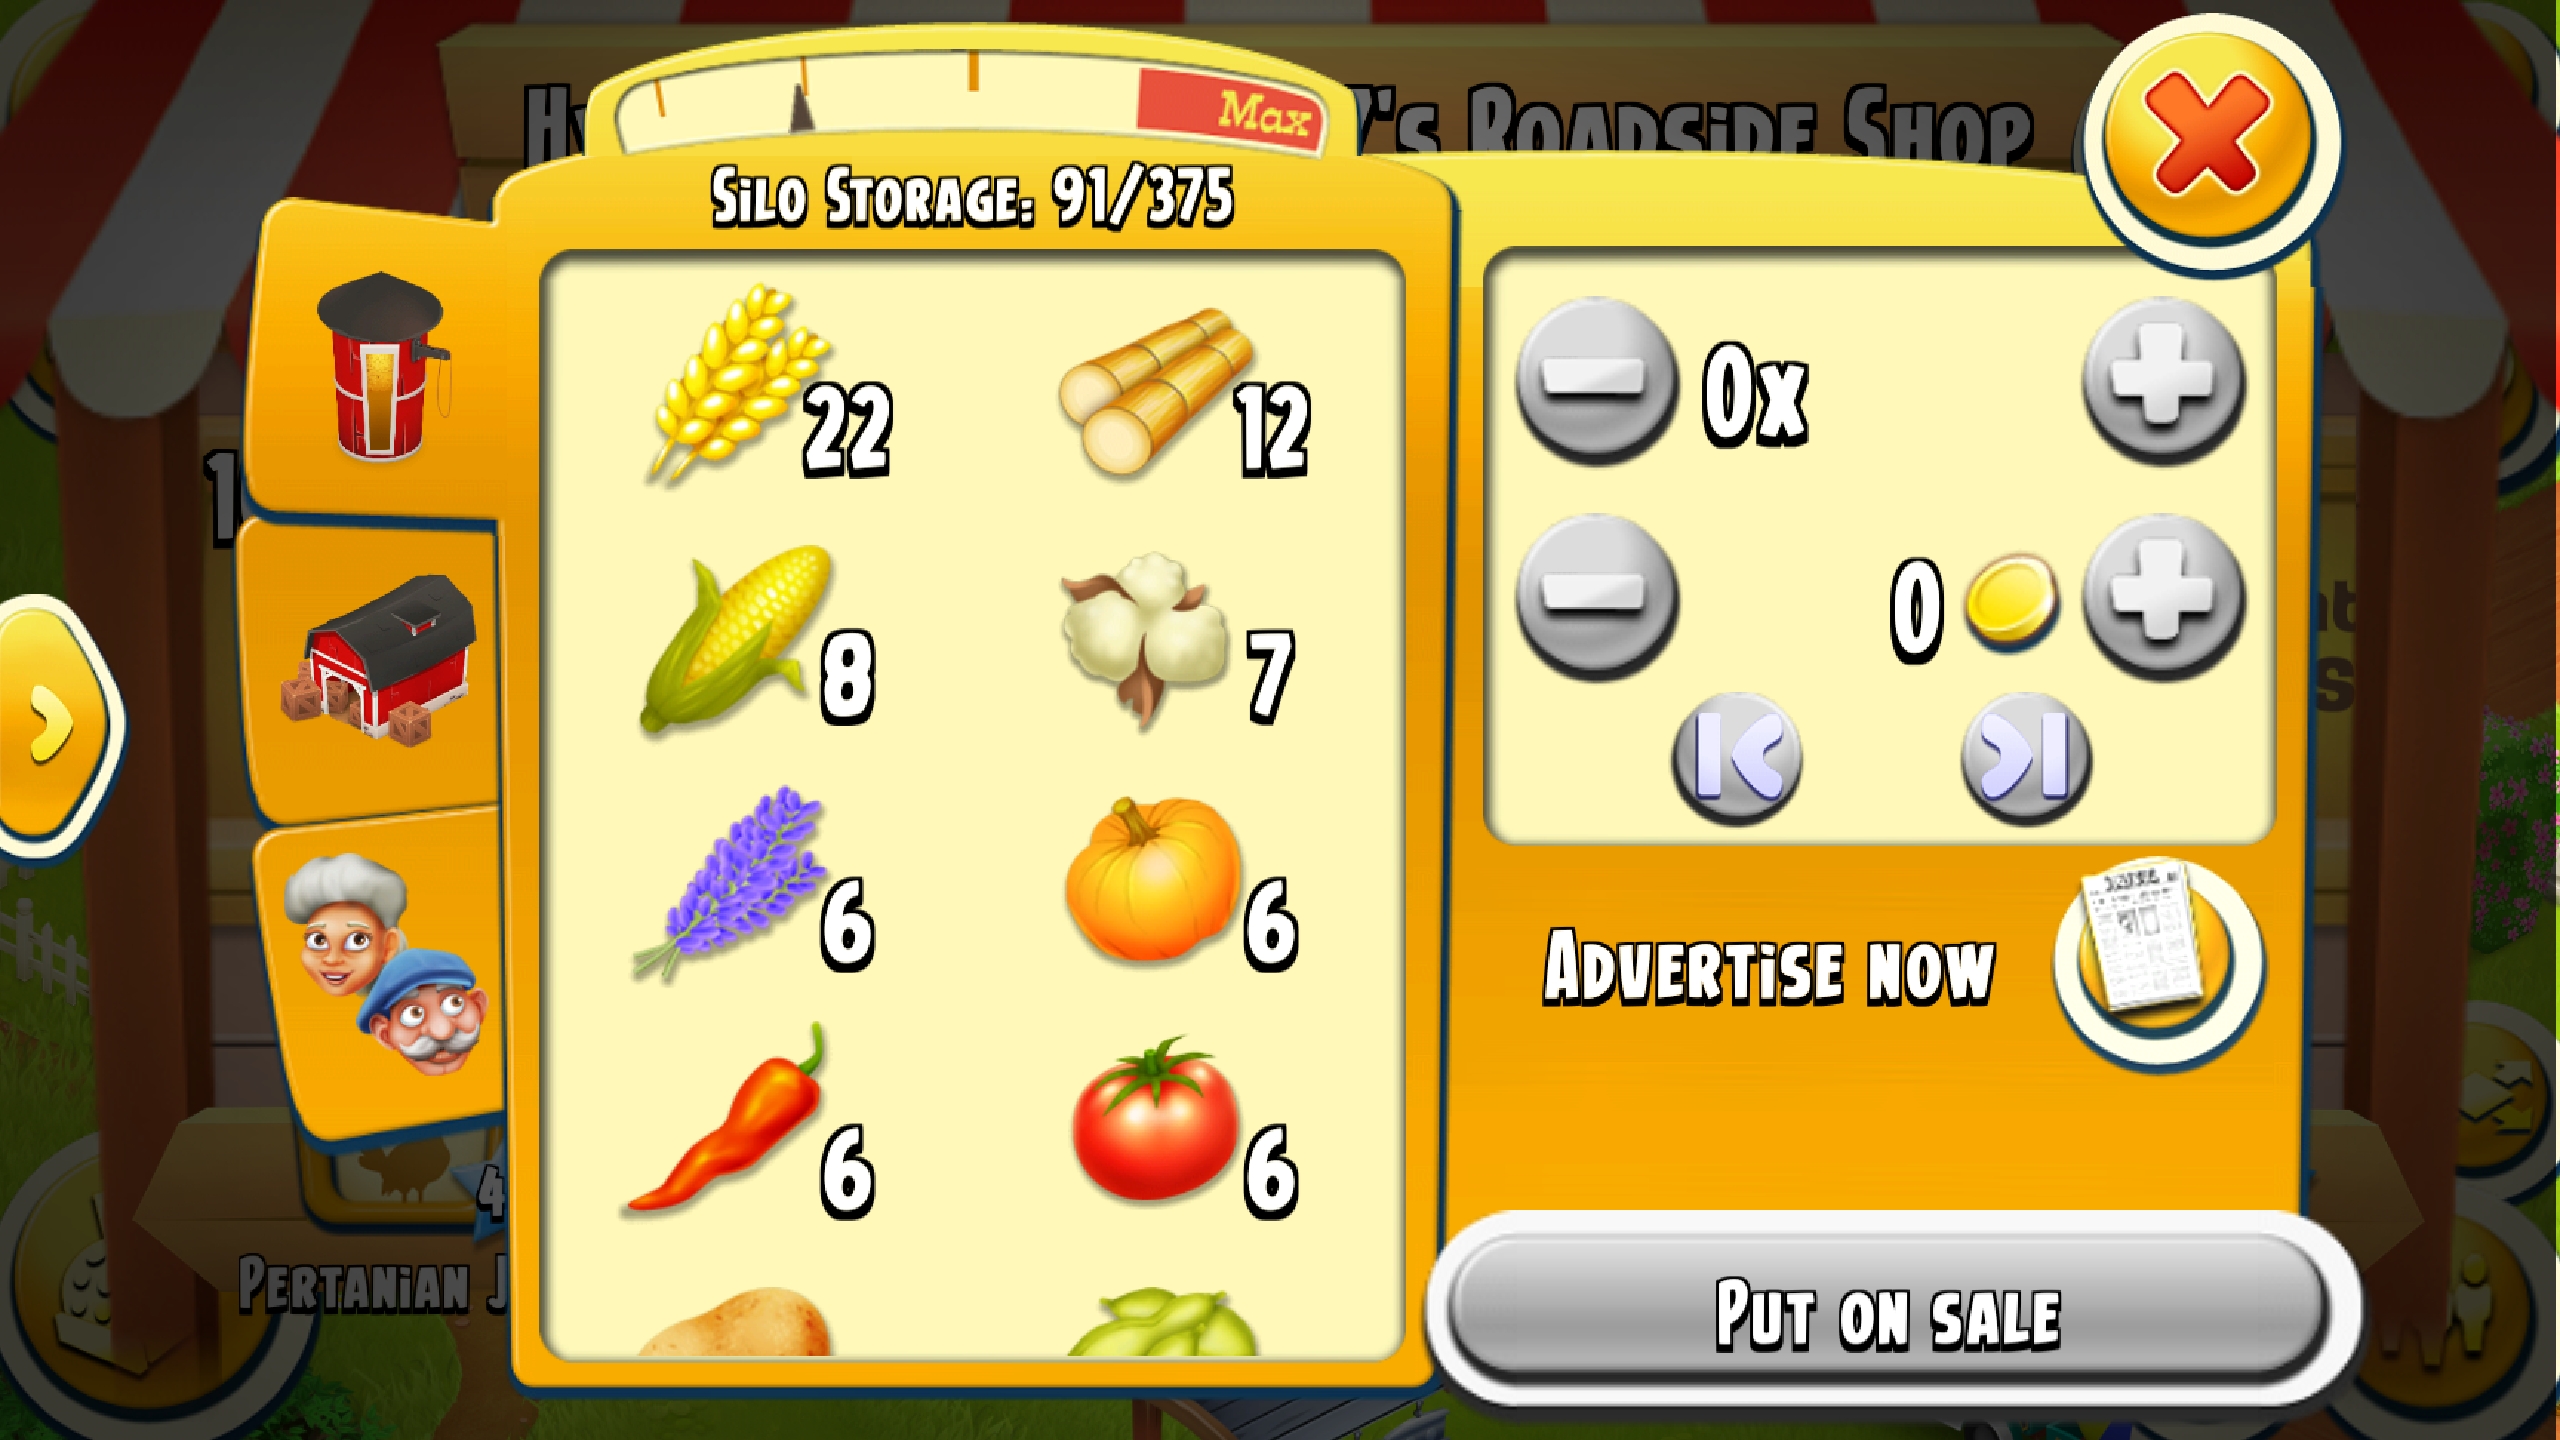 Max
's Roadside Shop
Silo Storage: 91/375
22
12
0x
8
7
0
6
6
Advertise now
6
6
Pertanian
Put on sale